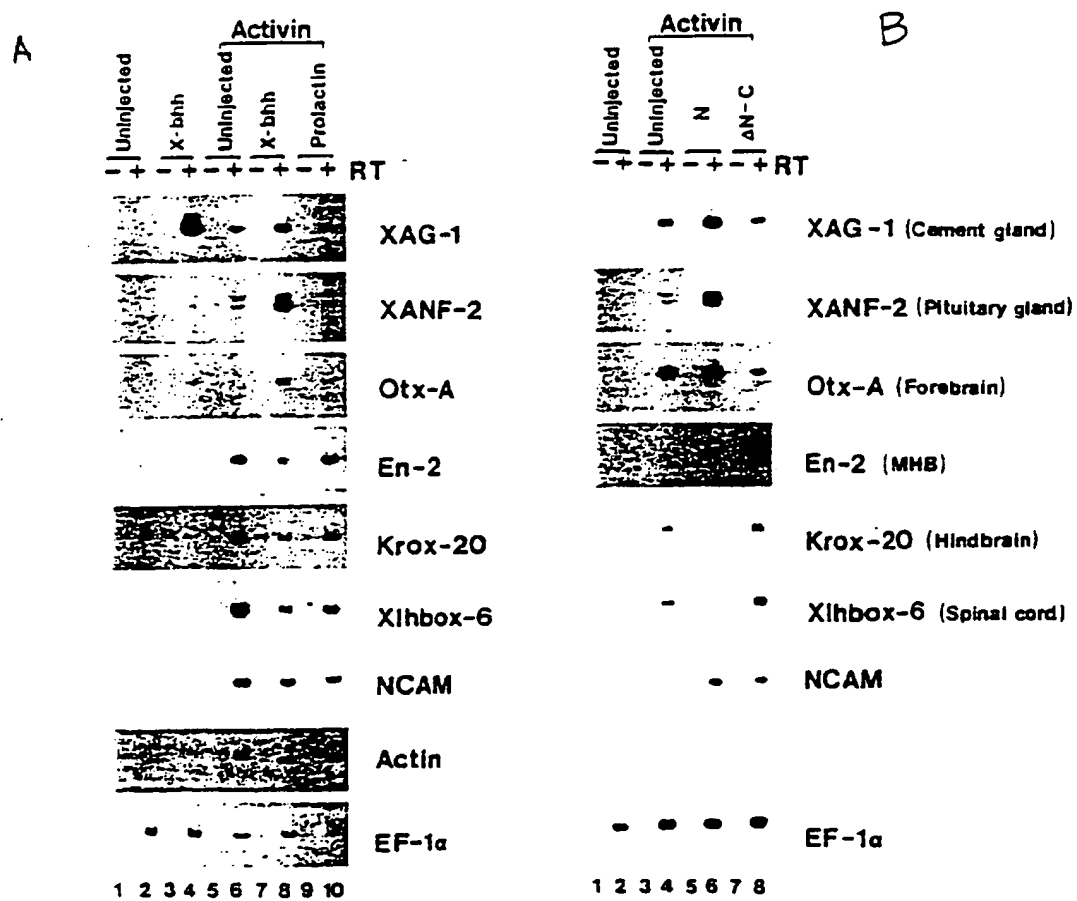 A
Activin
Uninjected
X-bhh
Uninjected
X-bhh
Prolactin
- + - + - + - + - + RT
XAG-1
XANF-2
Otx-A
En-2
Krox-20
Xlhbox-6
NCAM
Actin
EF-1α
1 2 3 4 5 6 7 8 9 10
B
Activin
Uninjected
Uninjected
N
ΔN-C
- + - + - + - + RT
XAG-1 (Cement gland)
XANF-2 (Pituitary gland)
Otx-A (Forebrain)
En-2 (MHB)
Krox-20 (Hindbrain)
Xlhbox-6 (Spinal cord)
NCAM
EF-1α
1 2 3 4 5 6 7 8